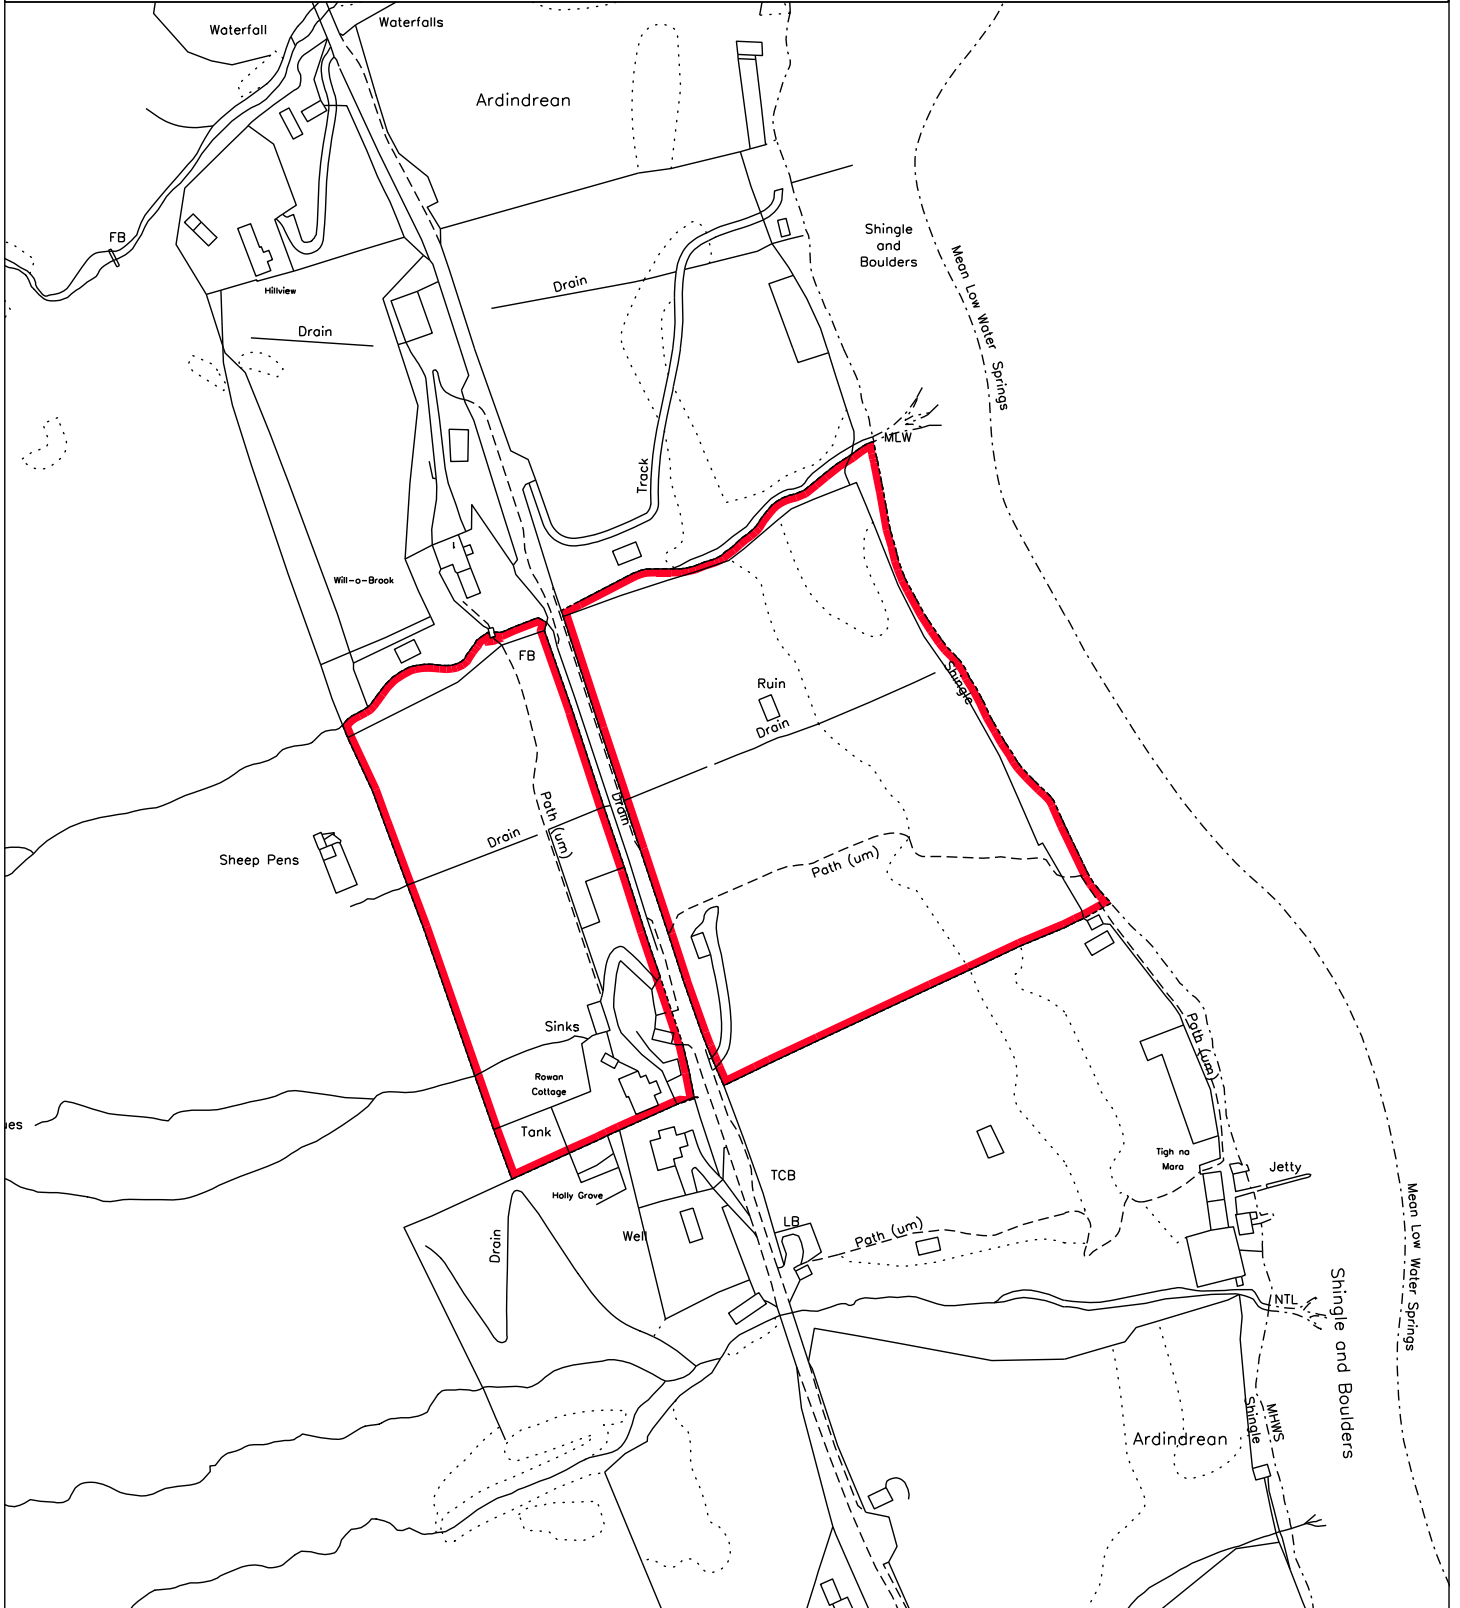 Waterfall
Waterfalls
Ardindrean
FB
Hillview
Drain
Drain
Shingle
and
Boulders
Mean Low Water Springs
MLW
Track
Will-o-Brook
FB
Ruin
Drain
Shingle
Drain
Path (um)
Drain
Path (um)
Sheep Pens
Sinks
Rowan
Cottage
Tank
Holly Grove
Well
Drain
TCB
LB
Path (um)
Path (um)
Tigh na
Mara
Jetty
NTL
Mean Low Water Springs
Shingle and Boulders
MHWS
Shingle
Ardindrean